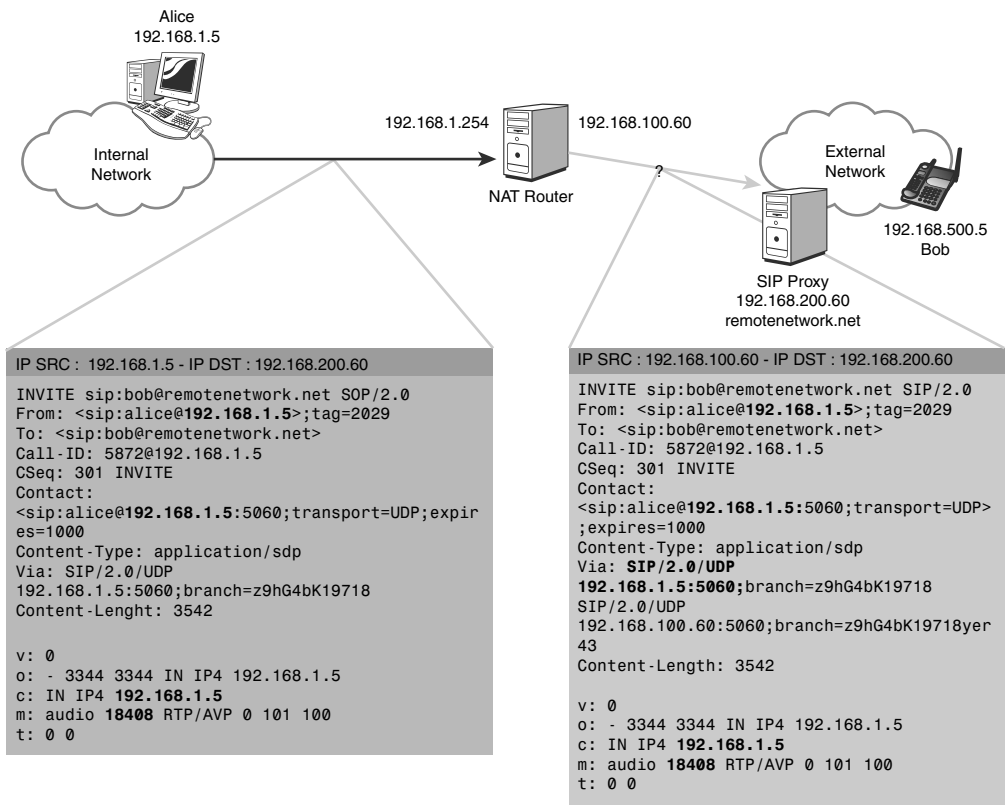 Alice
192.168.1.5
Internal
Network
192.168.1.254
192.168.100.60
NAT Router
?
External
Network
192.168.500.5
Bob
SIP Proxy
192.168.200.60
remotenetwork.net
IP SRC : 192.168.1.5 - IP DST : 192.168.200.60
INVITE sip:bob@remotenetwork.net SOP/2.0
From: <sip:alice@192.168.1.5>;tag=2029
To: <sip:bob@remotenetwork.net>
Call-ID: 5872@192.168.1.5
CSeq: 301 INVITE
Contact:
<sip:alice@192.168.1.5:5060;transport=UDP;expir
es=1000
Content-Type: application/sdp
Via: SIP/2.0/UDP
192.168.1.5:5060;branch=z9hG4bK19718
Content-Lenght: 3542
v: 0
o: - 3344 3344 IN IP4 192.168.1.5
c: IN IP4 192.168.1.5
m: audio 18408 RTP/AVP 0 101 100
t: 0 0
IP SRC : 192.168.100.60 - IP DST : 192.168.200.60
INVITE sip:bob@remotenetwork.net SIP/2.0
From: <sip:alice@192.168.1.5>;tag=2029
To: <sip:bob@remotenetwork.net>
Call-ID: 5872@192.168.1.5
CSeq: 301 INVITE
Contact:
<sip:alice@192.168.1.5:5060;transport=UDP>
;expires=1000
Content-Type: application/sdp
Via: SIP/2.0/UDP
192.168.1.5:5060;branch=z9hG4bK19718
SIP/2.0/UDP
192.168.100.60:5060;branch=z9hG4bK19718yer
43
Content-Length: 3542
v: 0
o: - 3344 3344 IN IP4 192.168.1.5
c: IN IP4 192.168.1.5
m: audio 18408 RTP/AVP 0 101 100
t: 0 0